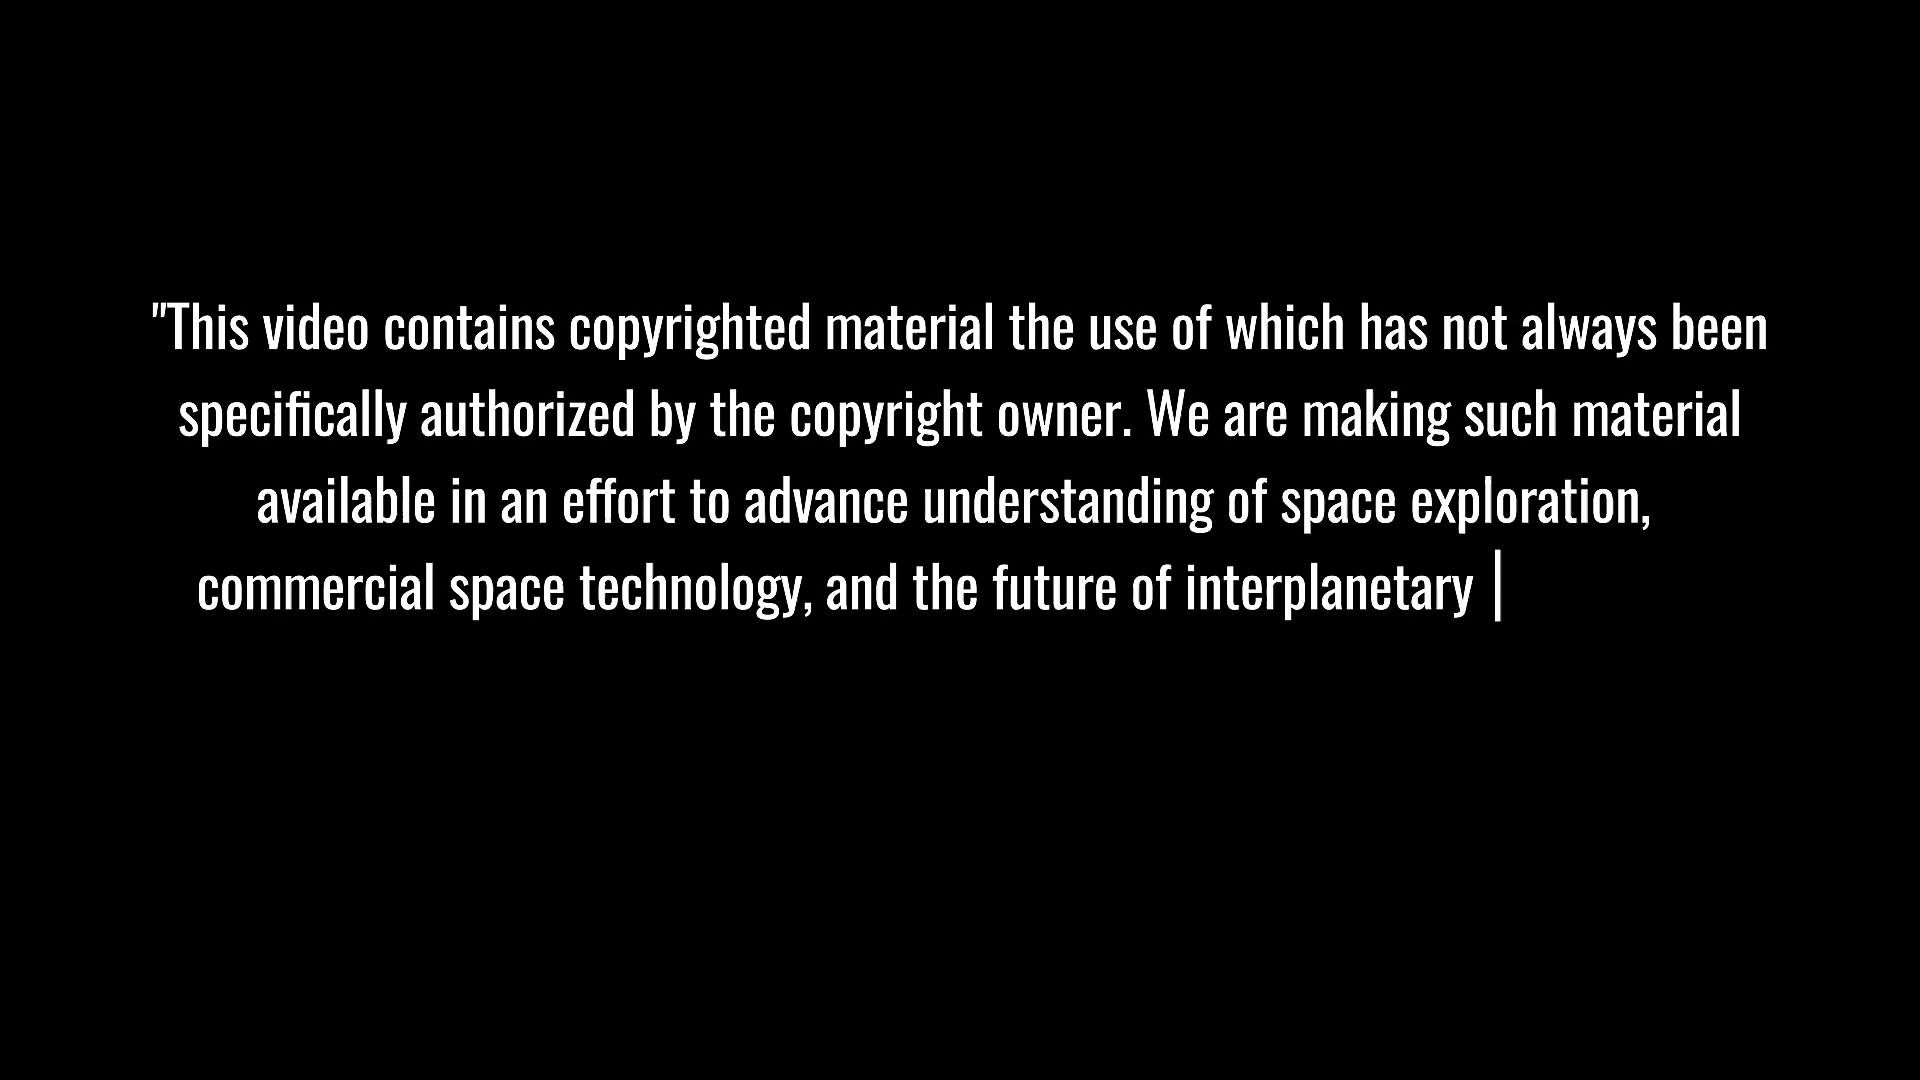 "This video contains copyrighted material the use of which has not always been
specifically authorized by the copyright owner. We are making such material
available in an effort to advance understanding of space exploration,
commercial space technology, and the future of interplanetary